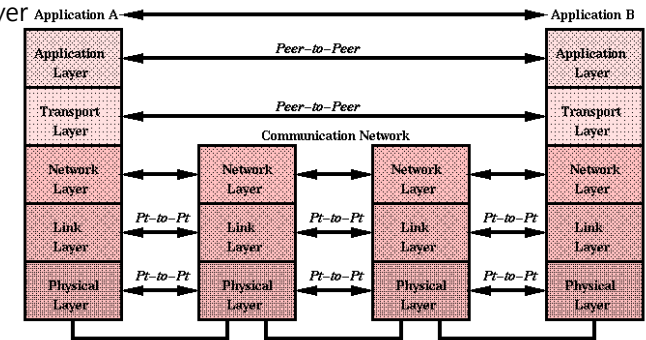 yer
Application A
Application B
Application
Layer
Peer-to-Peer
Application
Layer
Transport
Layer
Peer-to-Peer
Transport
Layer
Communication Network
Network
Layer
Network
Layer
Network
Layer
Network
Layer
Link
Layer
Pt-to-Pt
Link
Layer
Pt-to-Pt
Link
Layer
Pt-to-Pt
Link
Layer
Physical
Layer
Pt-to-Pt
Physical
Layer
Pt-to-Pt
Physical
Layer
Pt-to-Pt
Physical
Layer